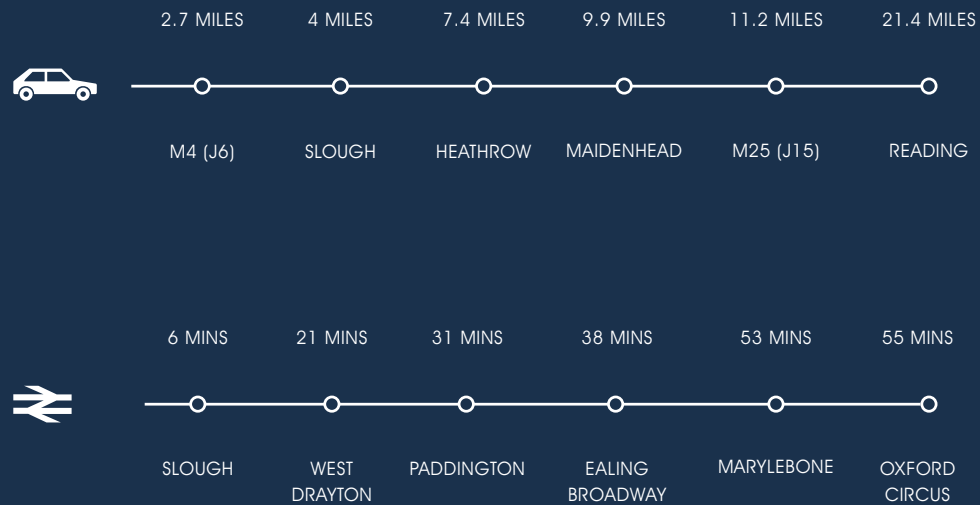 2.7 MILES 4 MILES 7.4 MILES 9.9 MILES 11.2 MILES 21.4 MILES
M4 (J6) SLOUGH HEATHROW MAIDENHEAD M25 (J15) READING
6 MINS 21 MINS 31 MINS 38 MINS 53 MINS 55 MINS
SLOUGH WEST PADDINGTON EALING MARYLEBONE OXFORD
DRAYTON BROADWAY CIRCUS